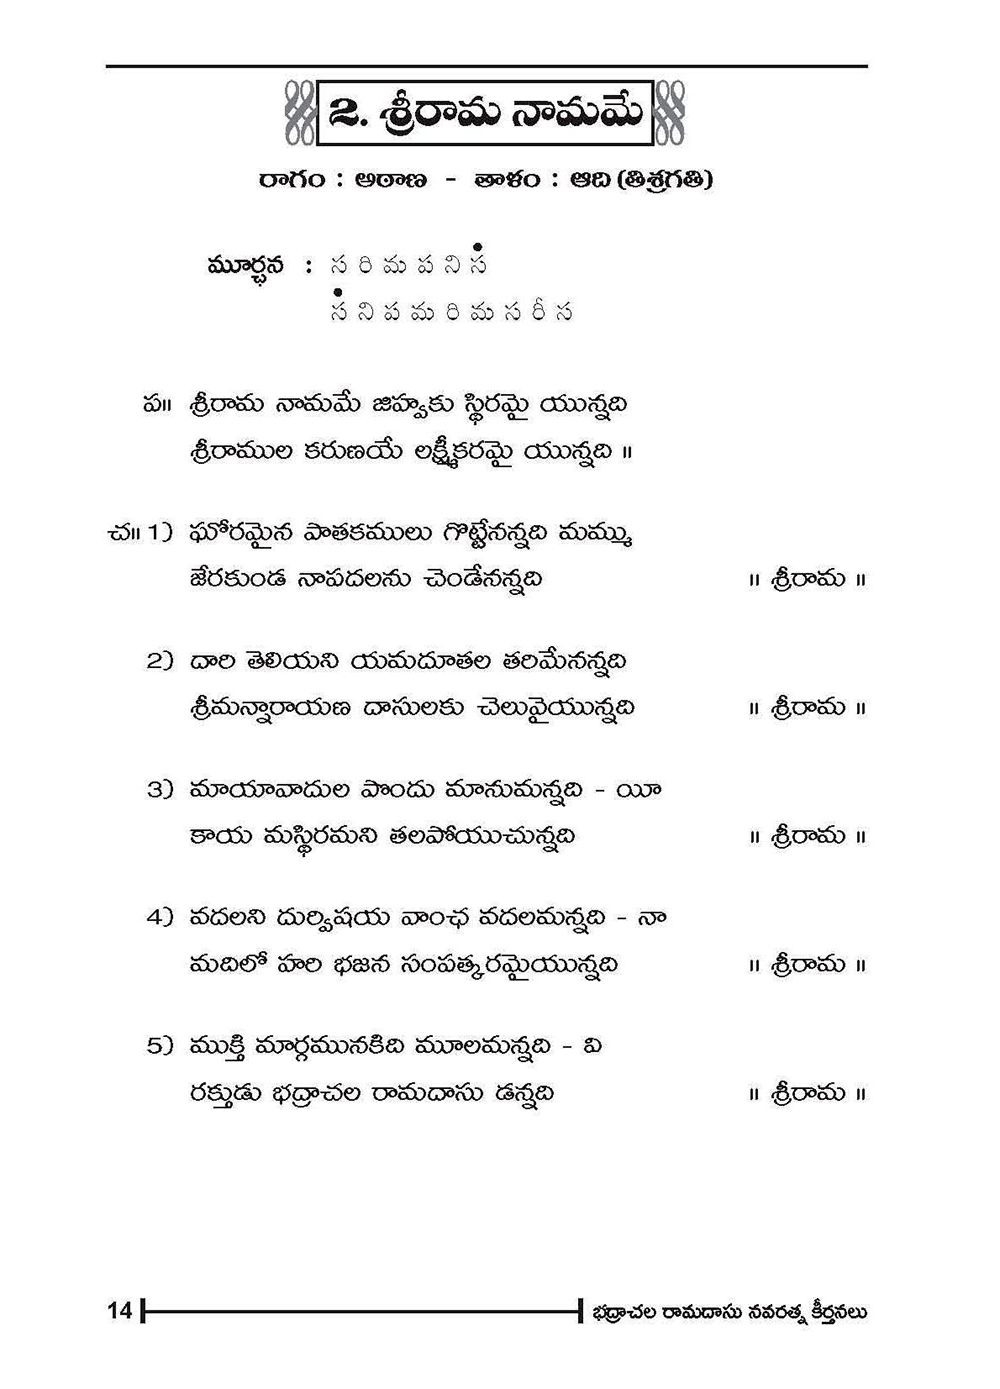 2. శ్రీరామ నామమే
రాగం : అఠాణ - తాళం : ఆది (తిశ్రగతి)
మూర్ఛన : స రి మ ప ని స̇
స̇ ని ప మ రి మ స రీ స
ప॥ శ్రీరామ నామమే జిహ్వకు స్థిరమై యున్నది
శ్రీరాముల కరుణయే లక్ష్మీకరమై యున్నది ॥
చ॥ 1) ఘోరమైన పాతకములు గొట్టేనన్నది మమ్ము
జేరకుండ నాపదలను చెండేనన్నది ॥ శ్రీరామ ॥
2) దారి తెలియని యమదూతల తరిమేనన్నది
శ్రీమన్నారాయణ దాసులకు చెలువైయున్నది ॥ శ్రీరామ ॥
3) మాయావాదుల పొందు మానుమన్నది - యీ
కాయ మస్థిరమని తలపోయుచున్నది ॥ శ్రీరామ ॥
4) వదలని దుర్విషయ వాంఛ వదలమన్నది - నా
మదిలో హరి భజన సంపత్కరమైయున్నది ॥ శ్రీరామ ॥
5) ముక్తి మార్గమునకిది మూలమన్నది - వి
రక్తుడు భద్రాచల రామదాసు డన్నది ॥ శ్రీరామ ॥
14 భద్రాచల రామదాసు నవరత్న కీర్తనలు